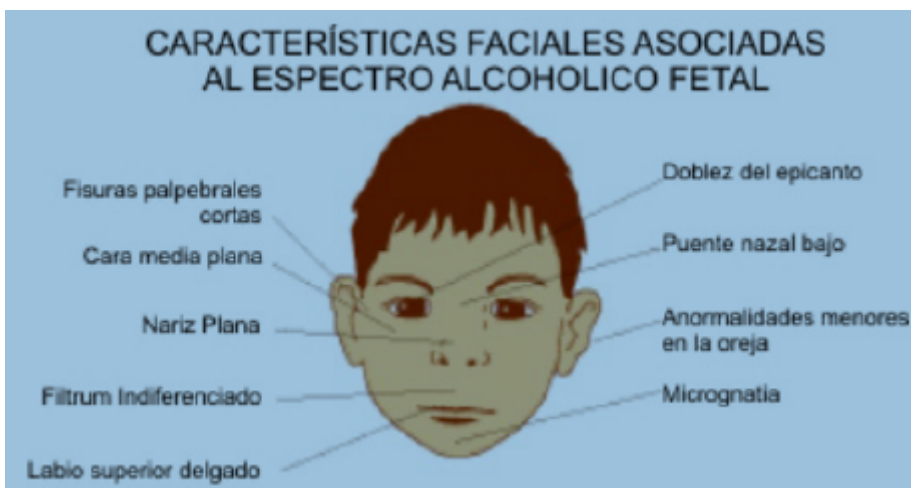 CARACTERÍSTICAS FACIALES ASOCIADAS
AL ESPECTRO ALCOHOLICO FETAL
Fisuras palpebrales
cortas
Cara media plana
Nariz Plana
Filtrum Indiferenciado
Labio superior delgado
Doblez del epicanto
Puente nazal bajo
Anormalidades menores
en la oreja
Micrognatia